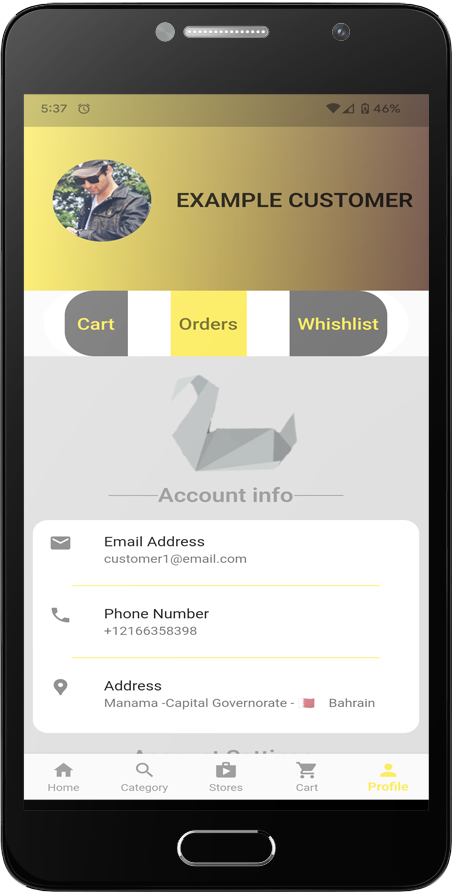 5:37 46%
EXAMPLE CUSTOMER
Cart Orders Whishlist
Account info
Email Address
customer1@email.com
Phone Number
+12166358398
Address
Manama -Capital Governorate - Bahrain
Home Category Stores Cart Profile